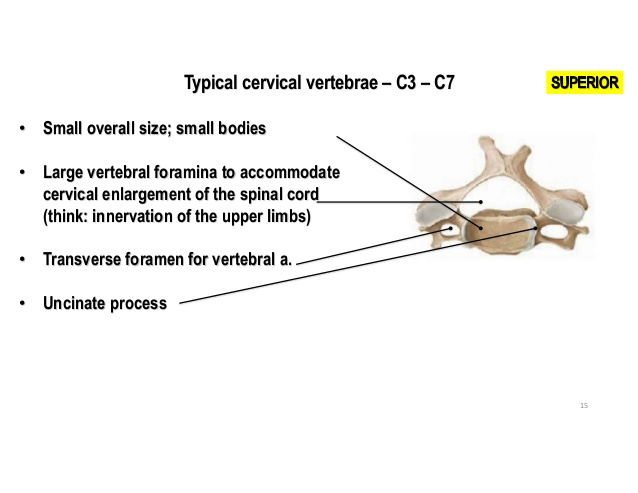 Typical cervical vertebrae – C3 – C7
SUPERIOR
• Small overall size; small bodies
• Large vertebral foramina to accommodate
cervical enlargement of the spinal cord
(think: innervation of the upper limbs)
• Transverse foramen for vertebral a.
• Uncinate process
15